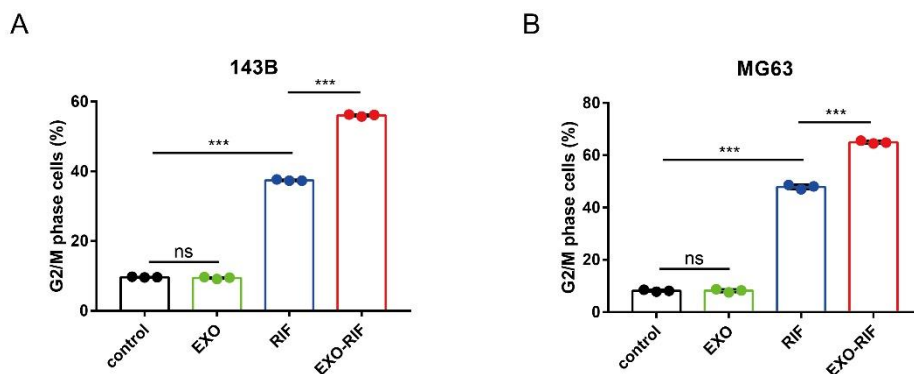 A
143B
G2/M phase cells (%)
60
40
20
0
***
***
ns
control
EXO
RIF
EXO-RIF
B
MG63
G2/M phase cells (%)
80
60
40
20
0
***
***
ns
control
EXO
RIF
EXO-RIF